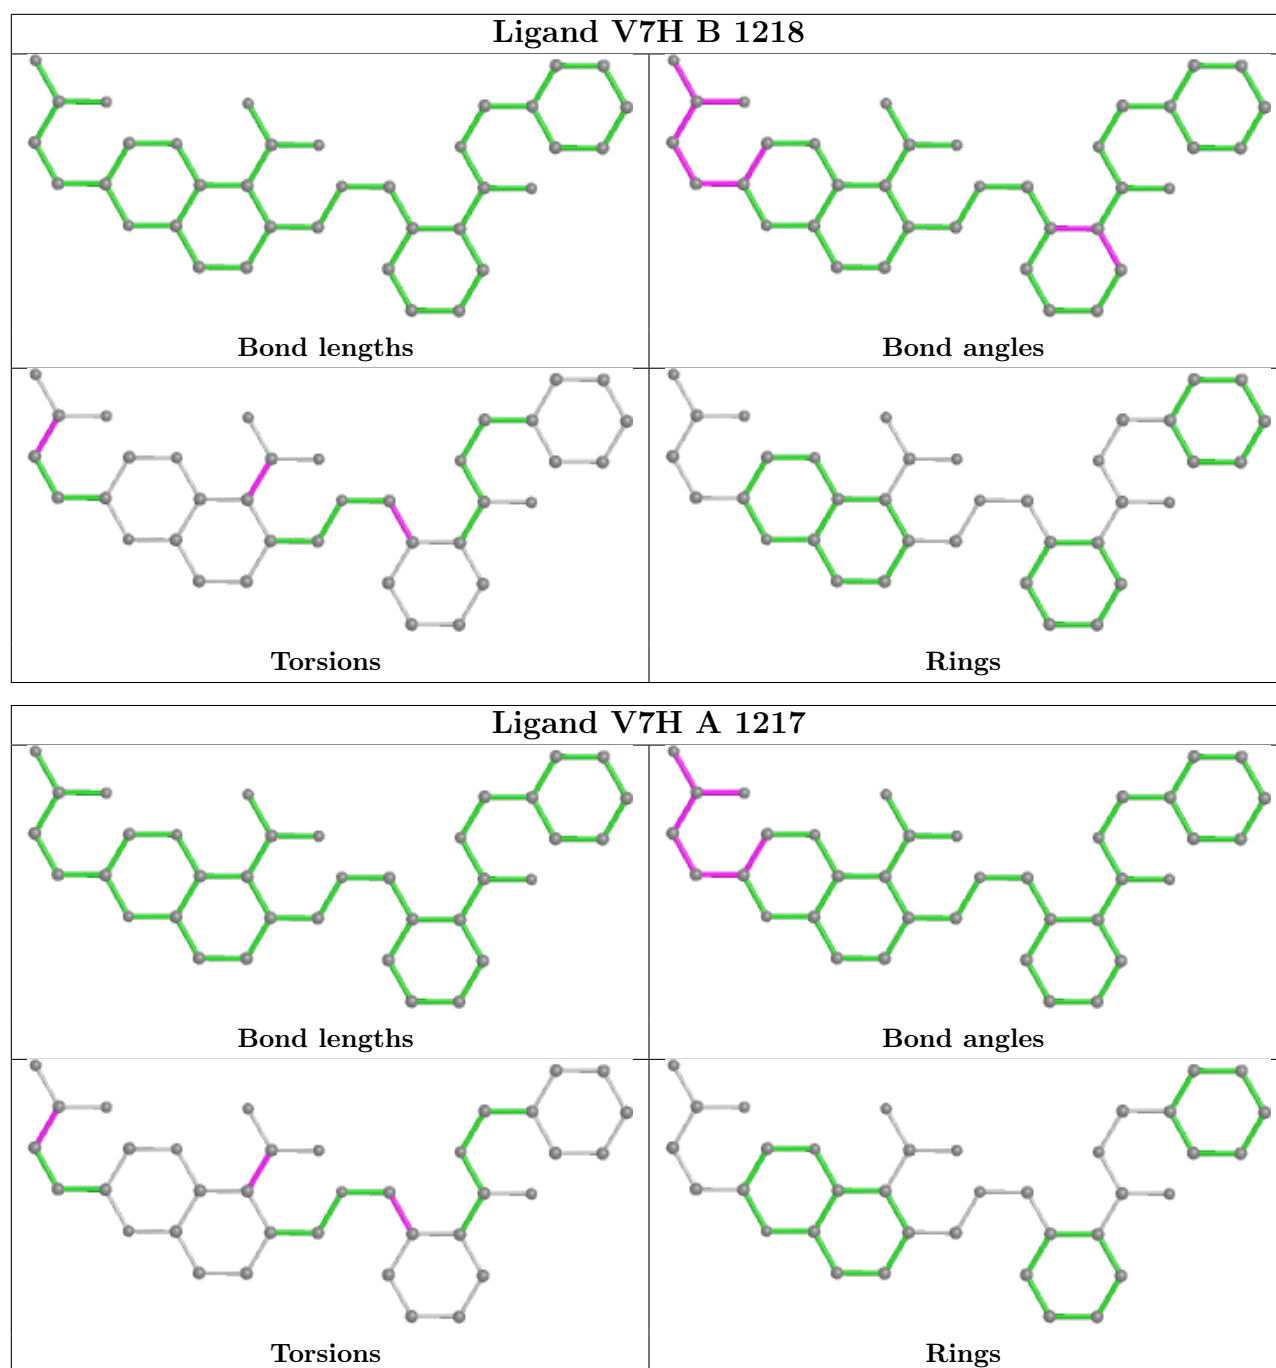 Ligand V7H B 1218
Bond lengths
Bond angles
Torsions
Rings
Ligand V7H A 1217
Bond lengths
Bond angles
Torsions
Rings